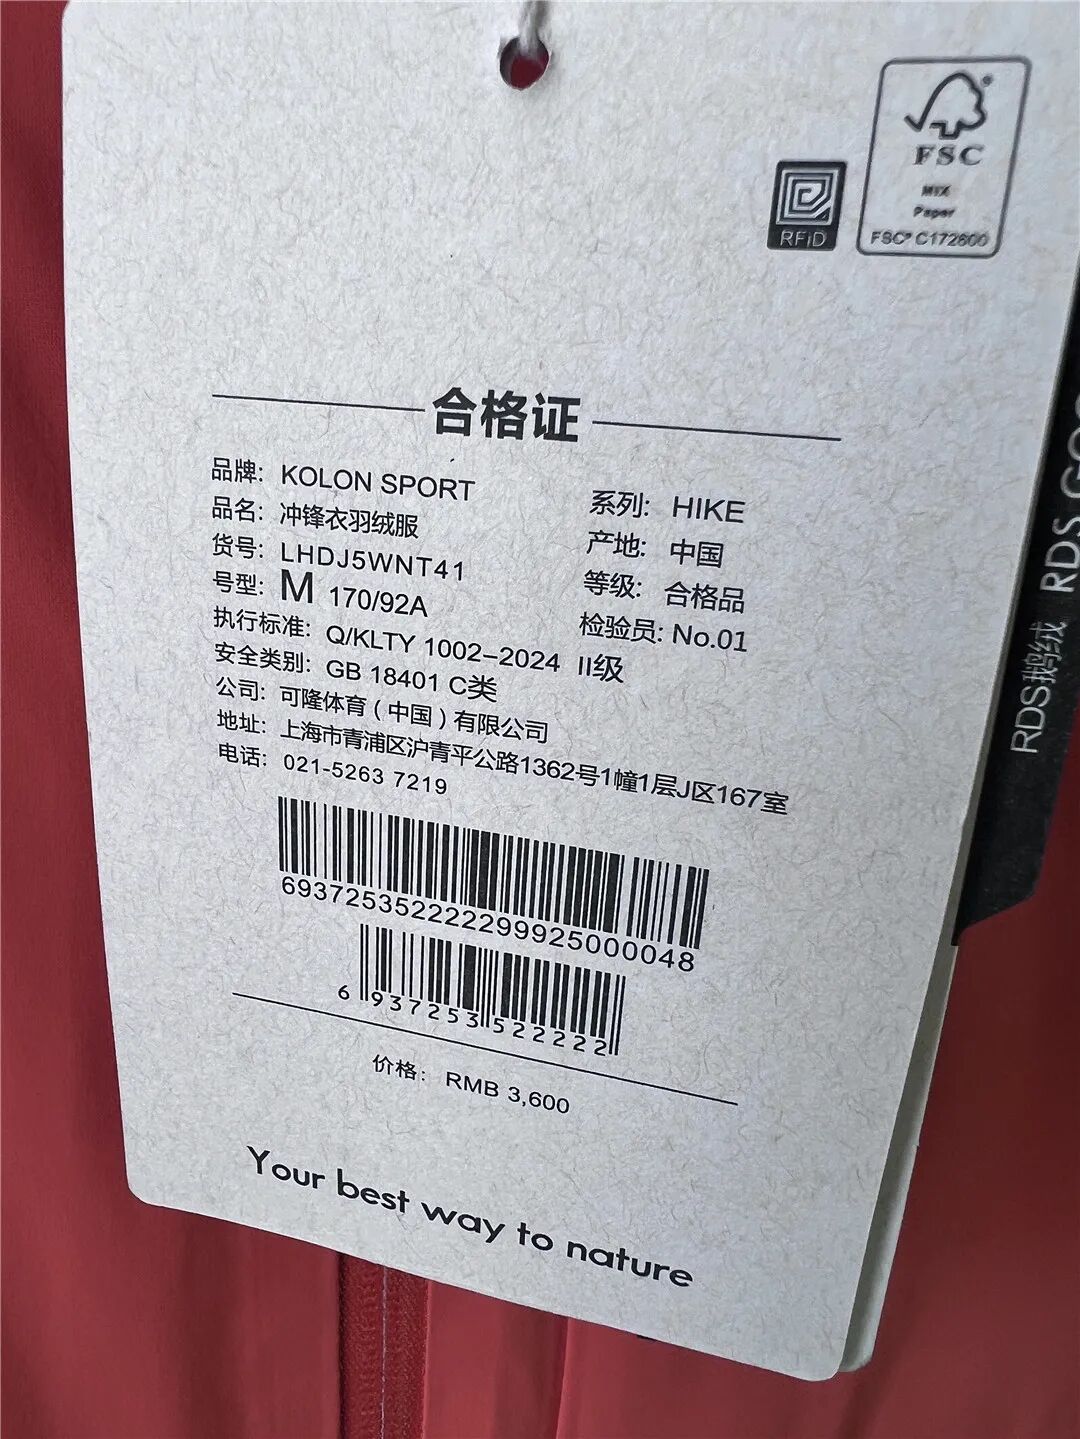 FSC
MIX
Paper
FSC® C172600
RFID
合格证
品牌: KOLON SPORT
系列: HIKE
品名: 冲锋衣羽绒服
产地: 中国
货号: LHDJ5WNT41
等级: 合格品
号型: M 170/92A
检验员: No.01
执行标准: Q/KLTY 1002-2024 II级
安全类别: GB 18401 C类
公司: 可隆体育(中国)有限公司
地址: 上海市青浦区沪青平公路1362号1幢1层J区167室
电话: 021-5263 7219
69372535222229992500004​8
6 937253 522222
价格: RMB 3,600
Your best way to nature
RDS鹅绒 RDS